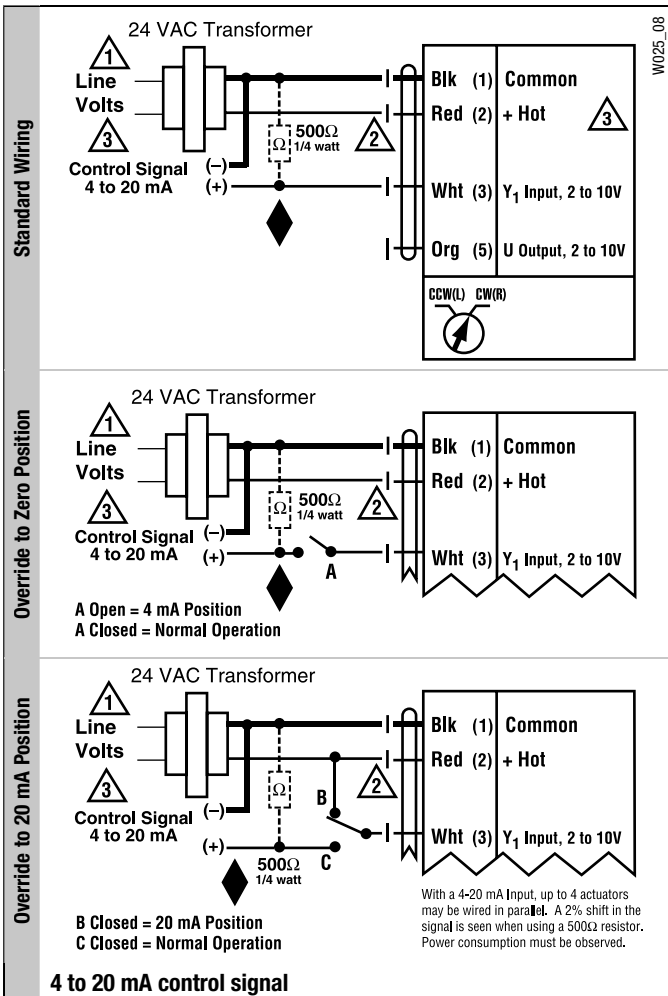 W025_08
Standard Wiring
24 VAC Transformer
1
Line
Volts
3
Control Signal
4 to 20 mA
(–)
(+)
Ω
500Ω
1/4 watt
2
Blk (1) Common
Red (2) + Hot
3
Wht (3) Y₁ Input, 2 to 10V
Org (5) U Output, 2 to 10V
CCW(L) CW(R)
Override to Zero Position
24 VAC Transformer
1
Line
Volts
3
Control Signal
4 to 20 mA
(–)
(+)
Ω
500Ω
1/4 watt
2
A
Blk (1) Common
Red (2) + Hot
Wht (3) Y₁ Input, 2 to 10V
A Open = 4 mA Position
A Closed = Normal Operation
Override to 20 mA Position
24 VAC Transformer
1
Line
Volts
3
Control Signal
4 to 20 mA
(–)
(+)
Ω
500Ω
1/4 watt
2
B
C
Blk (1) Common
Red (2) + Hot
Wht (3) Y₁ Input, 2 to 10V
B Closed = 20 mA Position
C Closed = Normal Operation
With a 4-20 mA Input, up to 4 actuators
may be wired in parallel. A 2% shift in the
signal is seen when using a 500Ω resistor.
Power consumption must be observed.
4 to 20 mA control signal